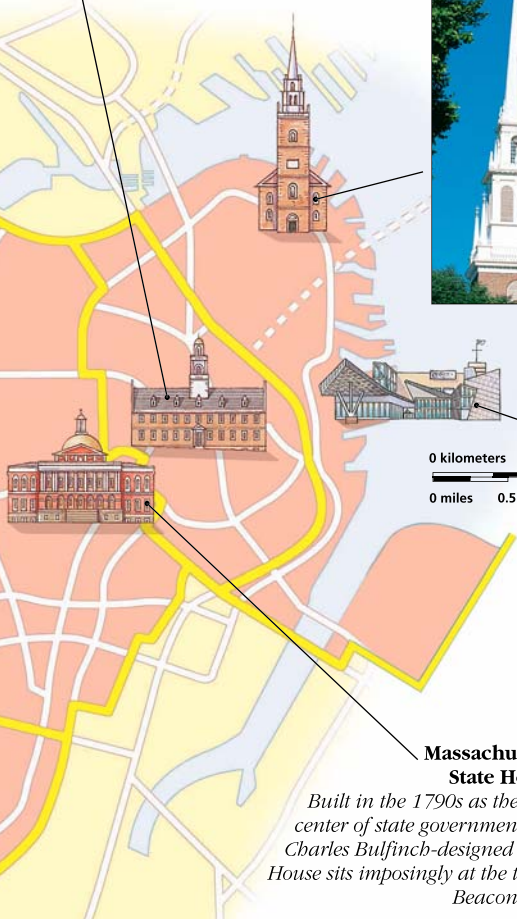 0 kilometers
0 miles 0.5
Massachu
State H
Built in the 1790s as the
center of state governmen
Charles Bulfinch-designed
House sits imposingly at the t
Beacon